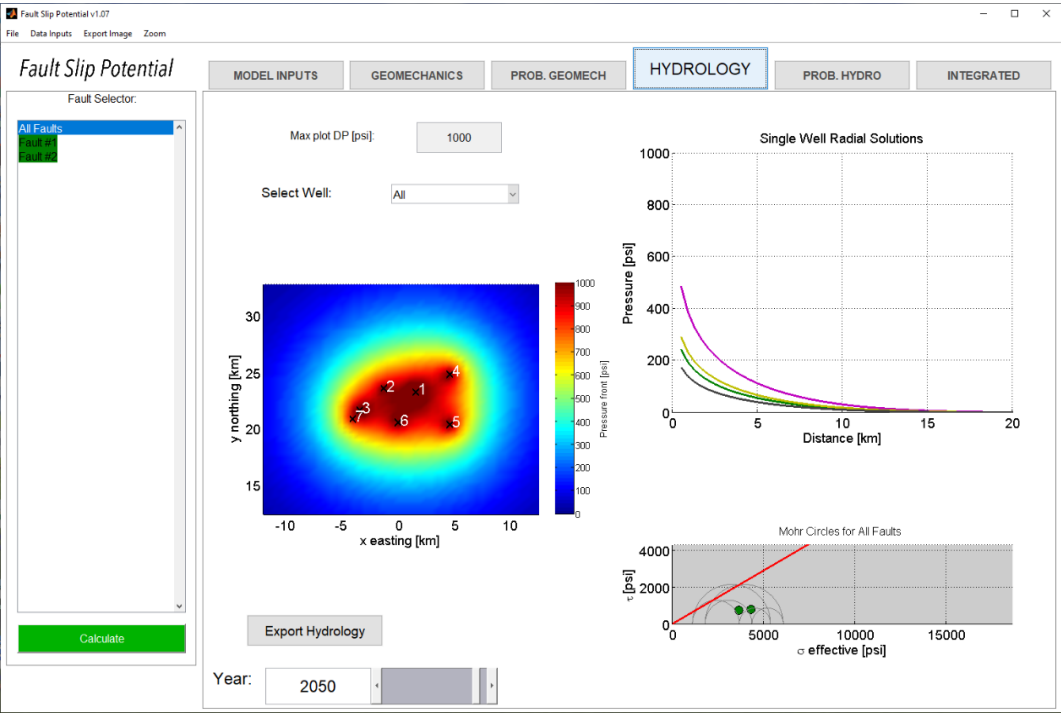 Fault Slip Potential v1.07
File Data Inputs Export Image Zoom
Fault Slip Potential
MODEL INPUTS GEOMECHANICS PROB. GEOMECH HYDROLOGY PROB. HYDRO INTEGRATED
Fault Selector:
All Faults
Fault #1
Fault #2
Calculate
Max plot DP [psi]: 1000
Select Well: All
30
25
20
15
-10 -5 0 5 10
x easting [km]
y northing [km]
1
2
3
4
5
6
7
1000
900
800
700
600
500
400
300
200
100
0
Pressure front [psi]
Export Hydrology
Year: 2050
Single Well Radial Solutions
1000
800
600
400
200
0
Pressure [psi]
0 5 10 15 20
Distance [km]
Mohr Circles for All Faults
4000
2000
0
τ [psi]
0 5000 10000 15000
σ effective [psi]